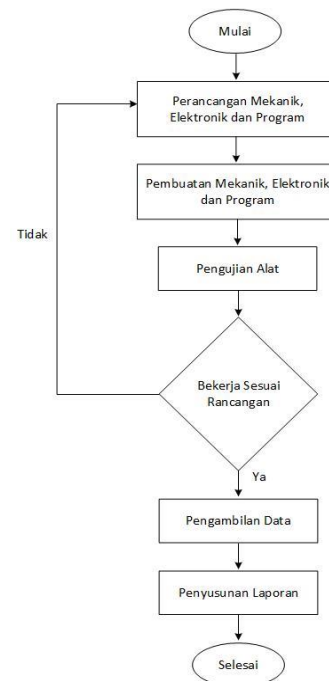 Mulai
Perancangan Mekanik,
Elektronik dan Program
Pembuatan Mekanik, Elektronik
dan Program
Tidak
Pengujian Alat
Bekerja Sesuai
Rancangan
Ya
Pengambilan Data
Penyusunan Laporan
Selesai